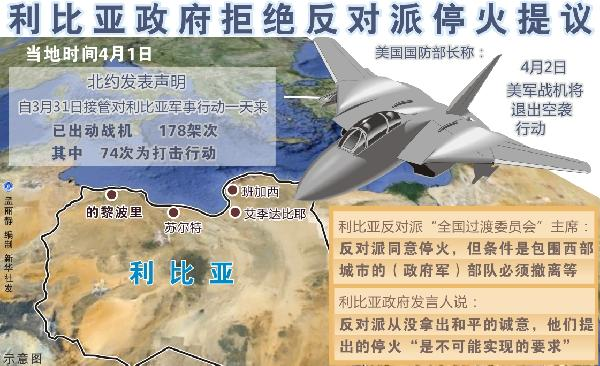 利比亚政府拒绝反对派停火提议
当地时间4月1日
北约发表声明
自3月31日接管对利比亚军事行动一天来
已出动战机 178架次
其中 74次为打击行动
美国国防部长称：
4月2日
美军战机将
退出空袭
行动
的黎波里
苏尔特
班加西
艾季达比耶
利比亚
利比亚反对派“全国过渡委员会”主席：
反对派同意停火，但条件是包围西部
城市的（政府军）部队必须撤离等
利比亚政府发言人说：
反对派从没拿出和平的诚意，他们提
出的停火“是不可能实现的要求”
孟丽静 编制 新华社发
示意图